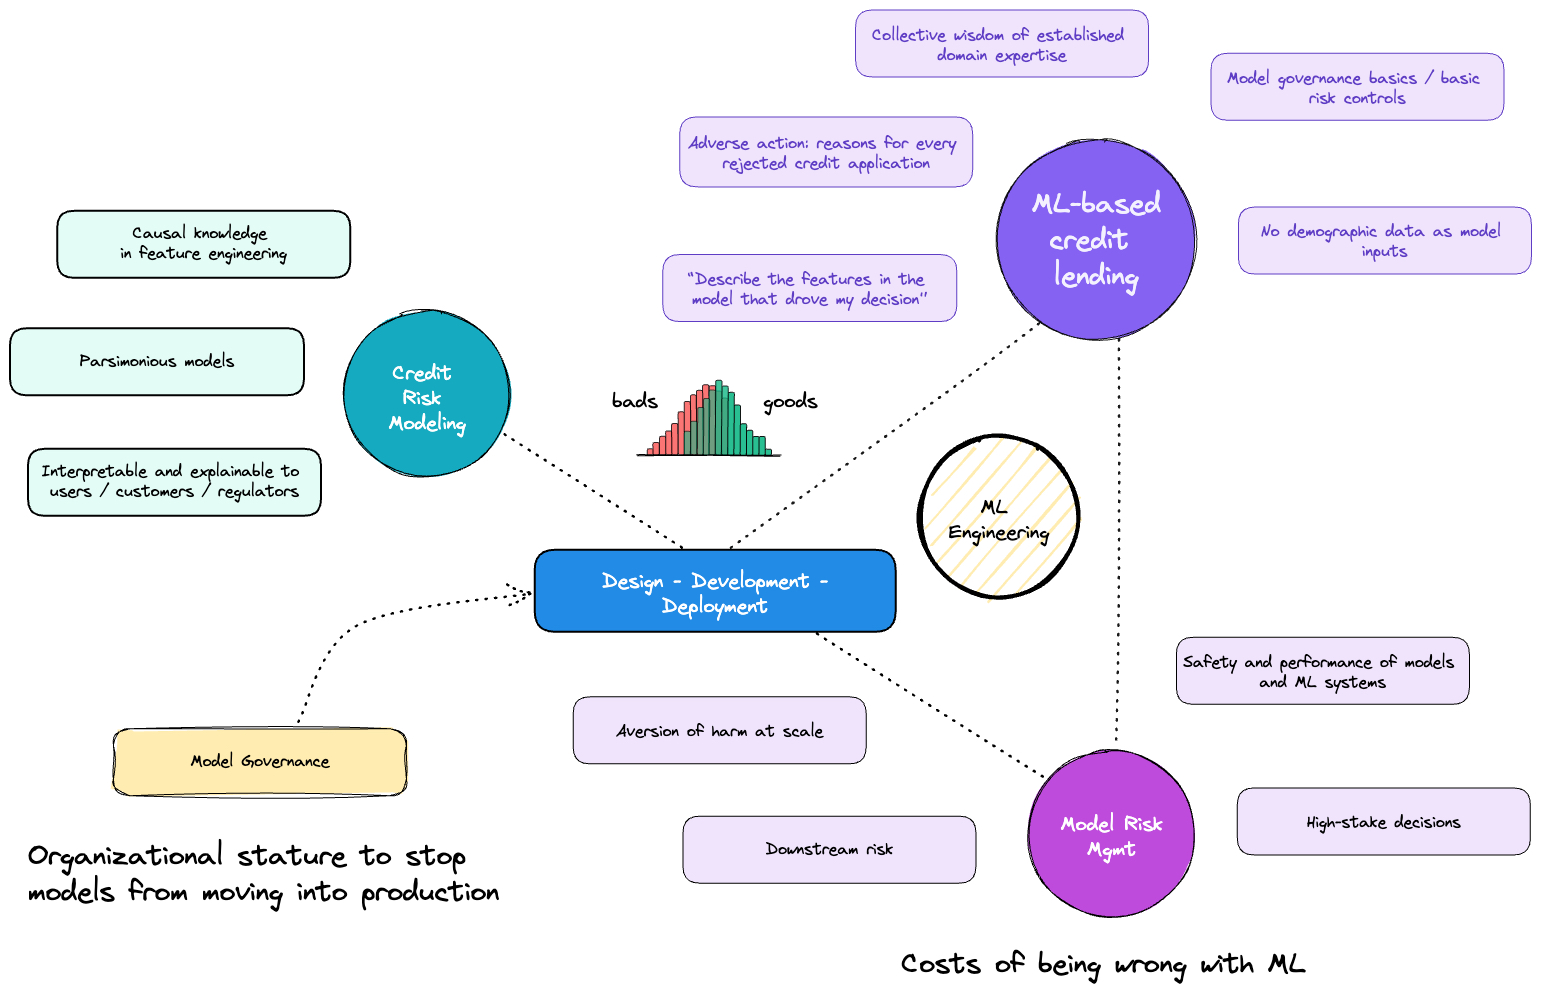 Collective wisdom of established
domain expertise
Model governance basics / basic
risk controls
Adverse action: reasons for every
rejected credit application
ML-based
credit
lending
Causal knowledge
in feature engineering
No demographic data as model
inputs
"Describe the features in the
model that drove my decision"
Parsimonious models
Credit
Risk
Modeling
bads
goods
Interpretable and explainable to
users / customers / regulators
ML
Engineering
Design - Development -
Deployment
Safety and performance of models
and ML systems
Aversion of harm at scale
Model Governance
Model Risk
Mgmt
High-stake decisions
Downstream risk
Organizational stature to stop
models from moving into production
Costs of being wrong with ML